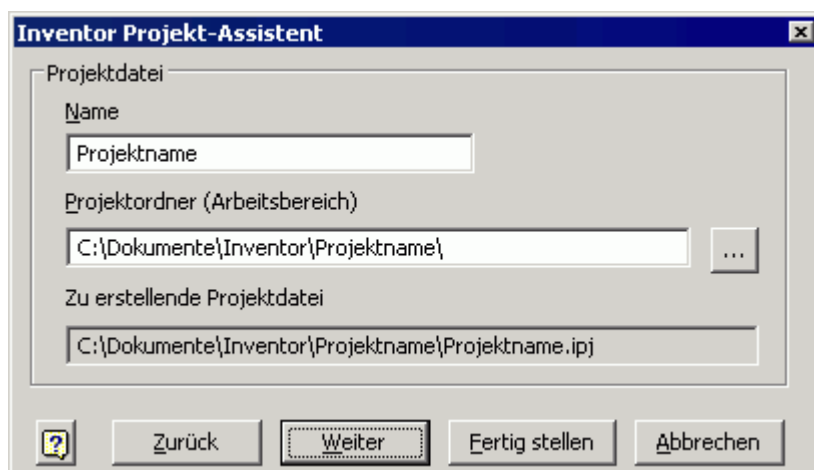 Inventor Projekt-Assistent
Projektdatei
Name
Projektname
Projektordner (Arbeitsbereich)
C:\Dokumente\Inventor\Projektname\
...
Zu erstellende Projektdatei
C:\Dokumente\Inventor\Projektname\Projektname.ipj
? Zurück Weiter Fertig stellen Abbrechen